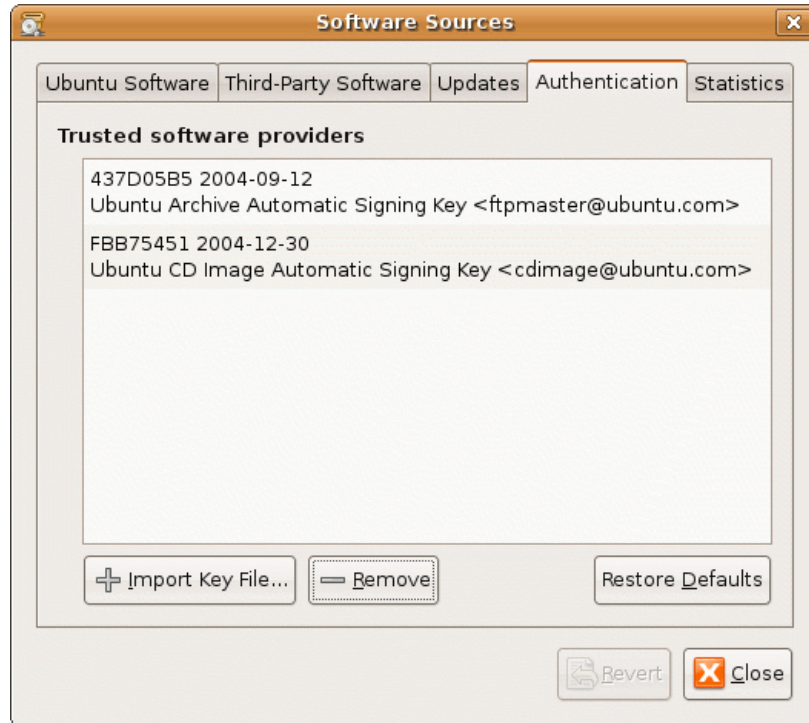 Software Sources
Ubuntu Software
Third-Party Software
Updates
Authentication
Statistics
Trusted software providers
437D05B5 2004-09-12
Ubuntu Archive Automatic Signing Key <ftpmaster@ubuntu.com>
FBB75451 2004-12-30
Ubuntu CD Image Automatic Signing Key <cdimage@ubuntu.com>
Import Key File...
Remove
Restore Defaults
Revert
Close